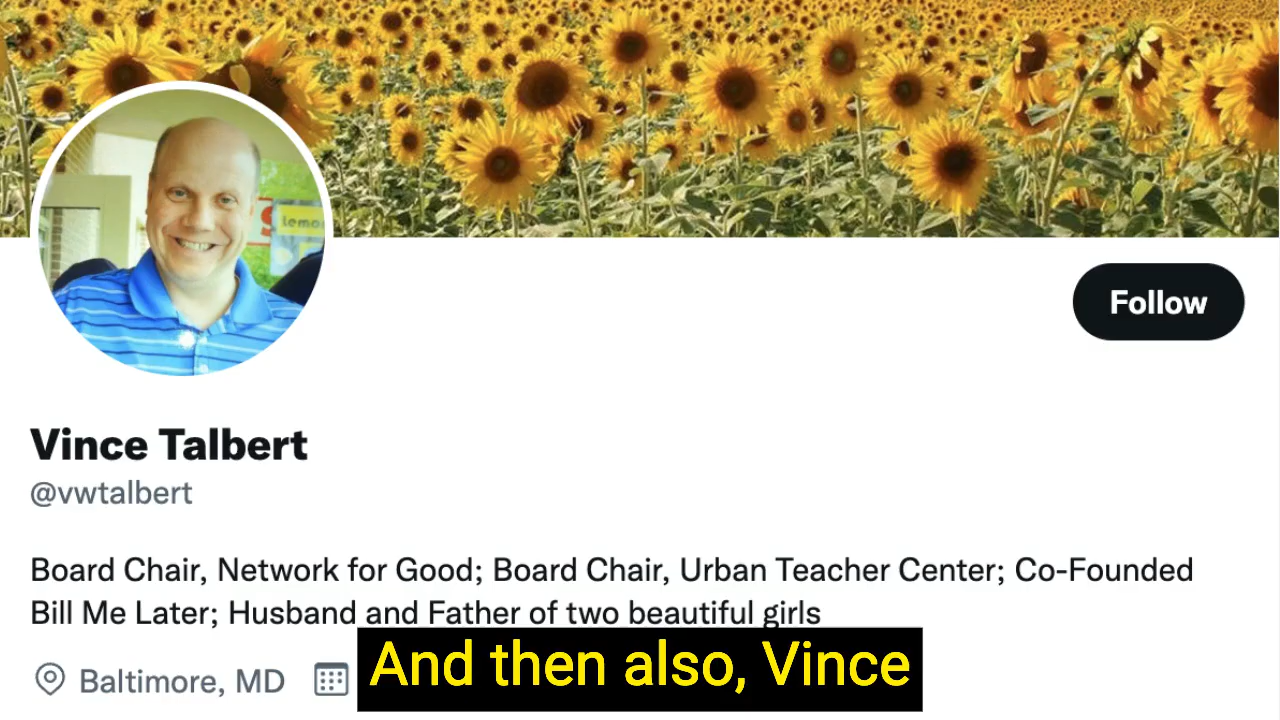 S
Lemo
Follow
Vince Talbert
@vwtalbert
Board Chair, Network for Good; Board Chair, Urban Teacher Center; Co-Founded
Bill Me Later; Husband and Father of two beautiful girls
Baltimore, MD
And then also, Vince